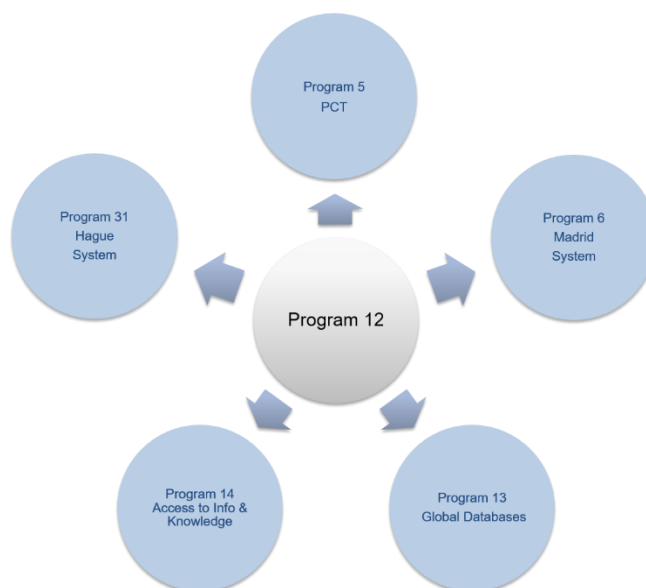 Program 5
PCT
Program 31
Hague
System
Program 6
Madrid
System
Program 12
Program 14
Access to Info &
Knowledge
Program 13
Global Databases